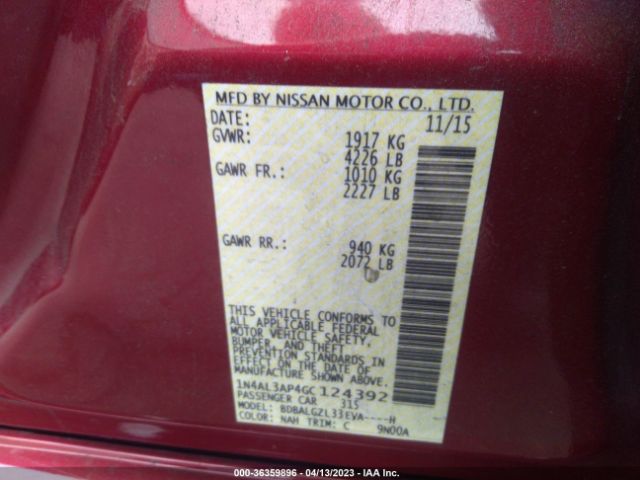 MFD BY NISSAN MOTOR CO., LTD.
DATE: 11/15
GVWR: 1917 KG
4226 LB
GAWR FR.: 1010 KG
2227 LB
GAWR RR.: 940 KG
2072 LB
THIS VEHICLE CONFORMS TO
ALL APPLICABLE FEDERAL
MOTOR VEHICLE SAFETY,
BUMPER, AND THEFT
PREVENTION STANDARDS IN
EFFECT ON THE DATE OF
MANUFACTURE SHOWN ABOVE.
1N4AL3AP4GC124392
PASSENGER CAR 315
MODEL: BDBALGZL33EVA----H
COLOR: NAH TRIM: C 9N00A
000-36359896 - 04/13/2023 - IAA Inc.